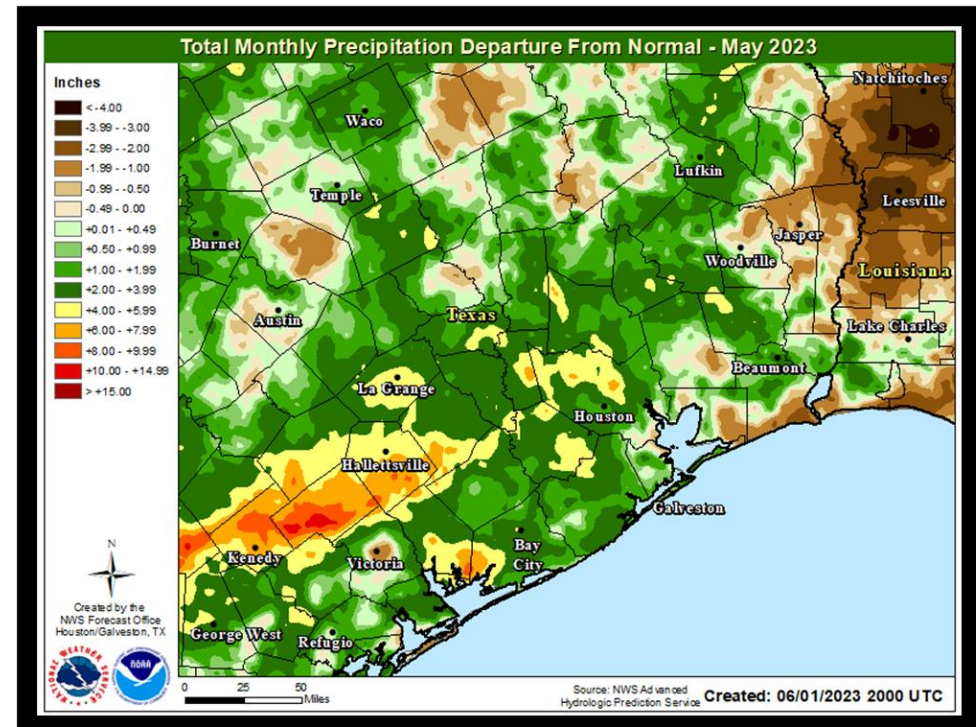 Total Monthly Precipitation Departure From Normal - May 2023
Inches
< -4.00
-3.99 - -3.00
-2.99 - -2.00
-1.99 - -1.00
-0.99 - -0.50
-0.49 - 0.00
+0.01 - +0.49
+0.50 - +0.99
+1.00 - +1.99
+2.00 - +3.99
+4.00 - +5.99
+6.00 - +7.99
+8.00 - +9.99
+10.00 - +14.99
> +15.00
Natchitoches
Waco
Lufkin
Temple
Leesville
Burnet
Jasper
Woodville
Louisiana
Austin
Texas
Lake Charles
Beaumont
La Grange
Houston
Hallettsville
Galveston
Bay
City
Kenedy
Victoria
George West
Refugio
N
Created by the
NWS Forecast Office
Houston/Galveston, TX
NATIONAL WEATHER SERVICE
NOAA
0 25 50
Miles
Source: NWS Advanced
Hydrologic Prediction Service
Created: 06/01/2023 2000 UTC